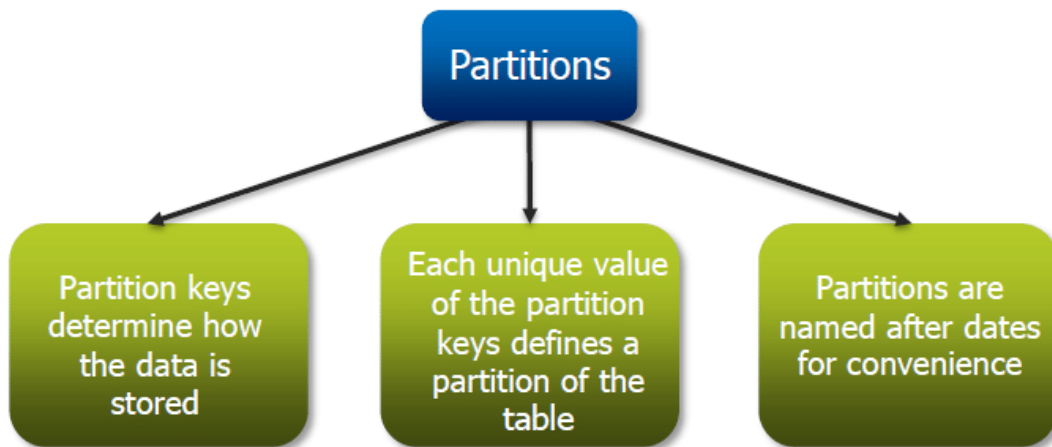 Partitions
Partition keys
determine how
the data is
stored
Each unique value
of the partition
keys defines a
partition of the
table
Partitions are
named after dates
for convenience